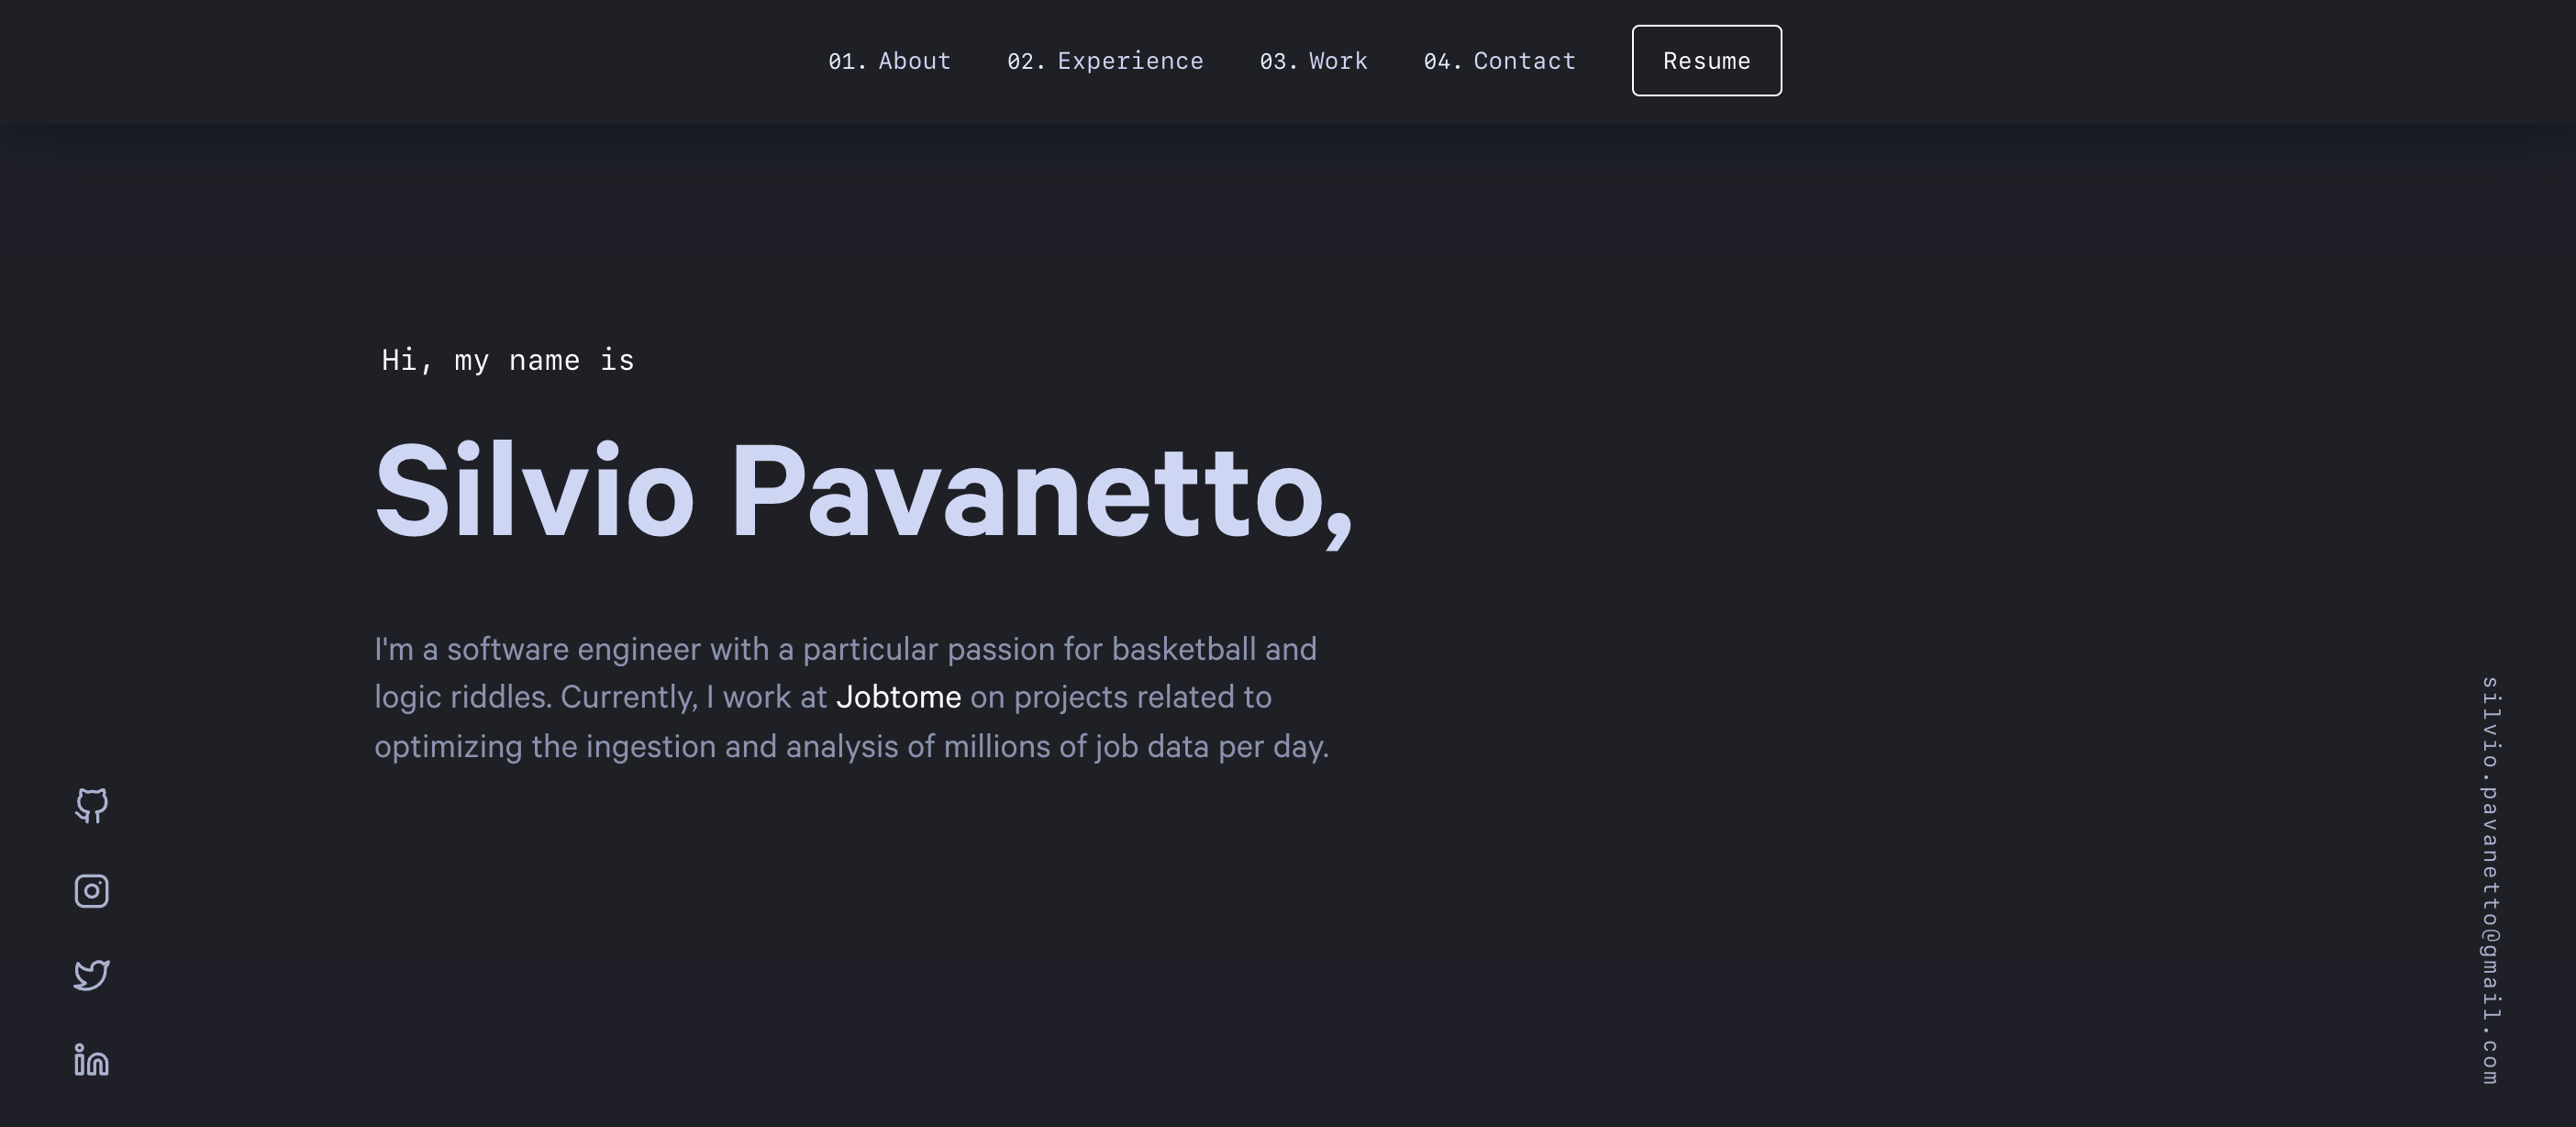 01. About 02. Experience 03. Work 04. Contact Resume
Hi, my name is
Silvio Pavanetto,
I'm a software engineer with a particular passion for basketball and
logic riddles. Currently, I work at Jobtome on projects related to
optimizing the ingestion and analysis of millions of job data per day.
silvio.pavanetto@gmail.com